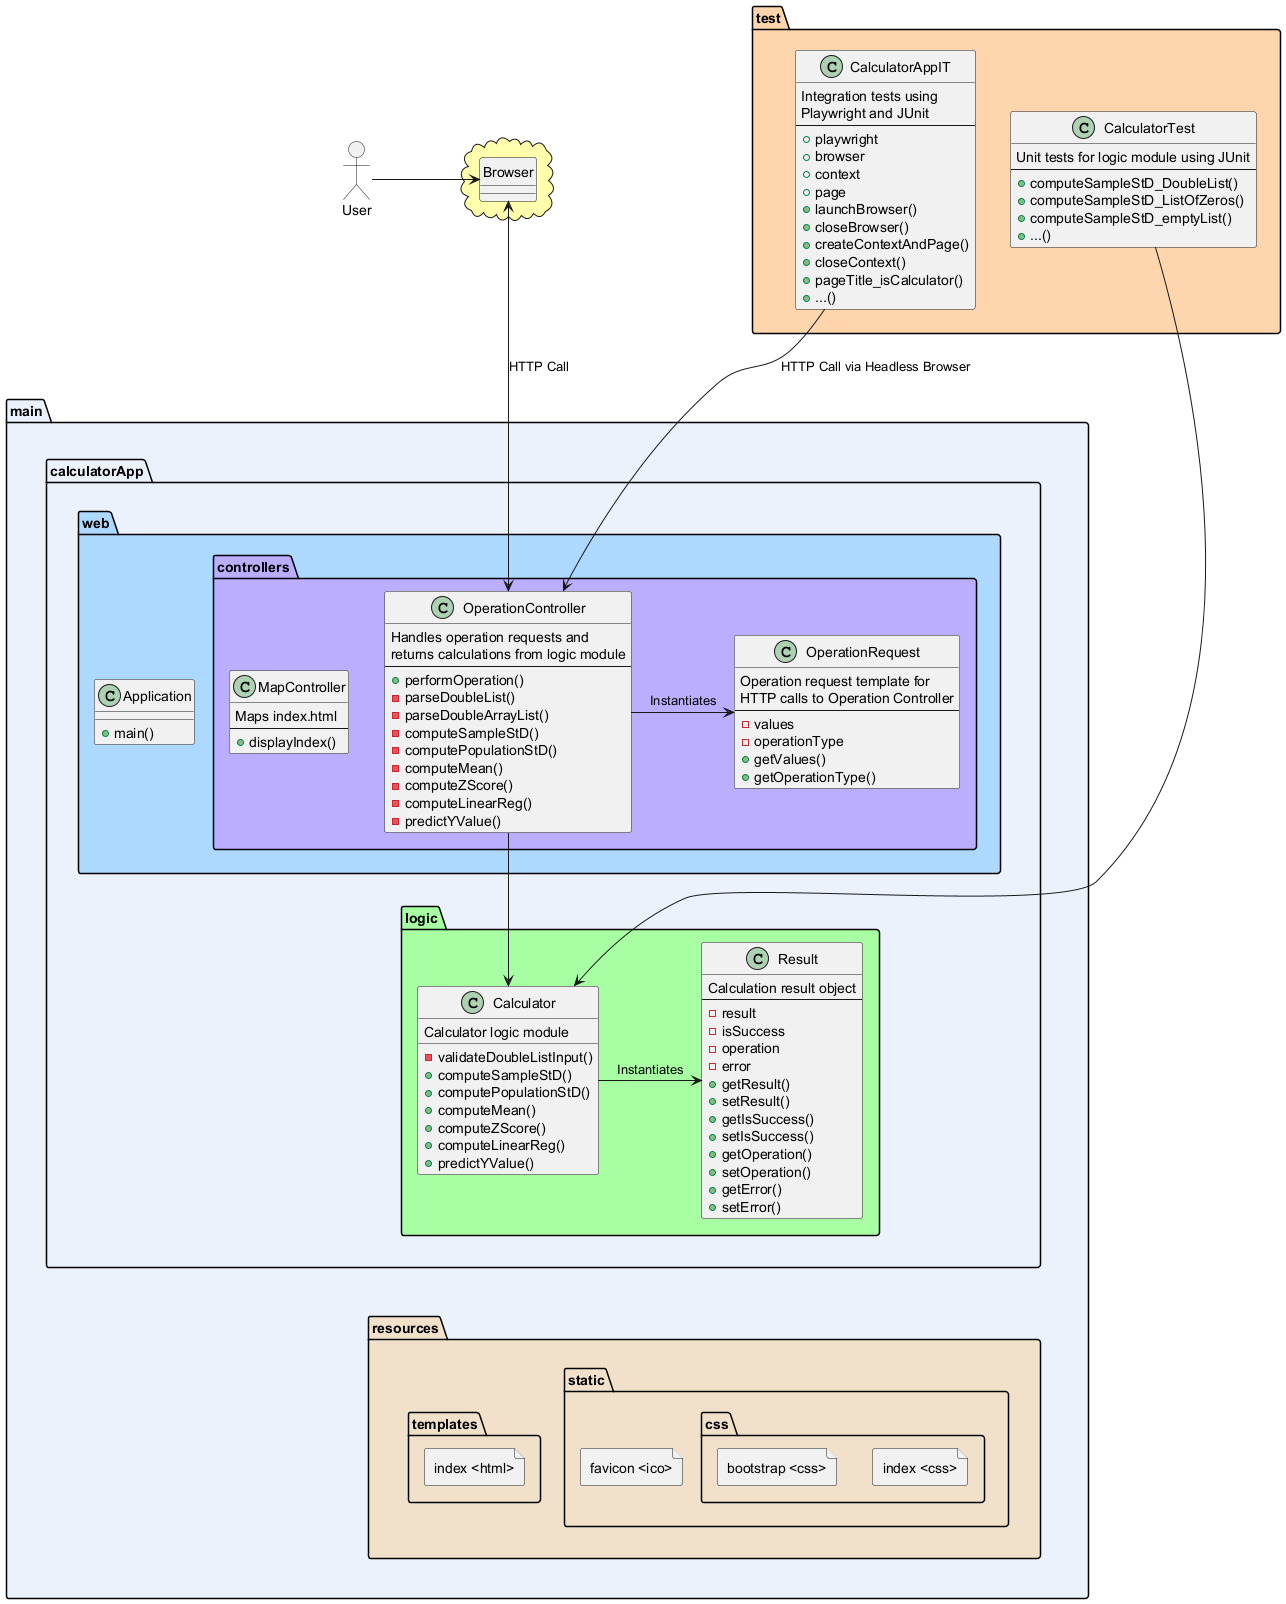 test
CalculatorAppIT
Integration tests using
Playwright and JUnit
playwright
browser
context
page
launchBrowser()
closeBrowser()
createContextAndPage()
closeContext()
pageTitle_isCalculator()
...()
CalculatorTest
Unit tests for logic module using JUnit
computeSampleStD_DoubleList()
computeSampleStD_ListOfZeros()
computeSampleStD_emptyList()
...()
User
Browser
HTTP Call
HTTP Call via Headless Browser
main
calculatorApp
web
controllers
Application
main()
MapController
Maps index.html
displayIndex()
OperationController
Handles operation requests and
returns calculations from logic module
performOperation()
parseDoubleList()
parseDoubleArrayList()
computeSampleStD()
computePopulationStD()
computeMean()
computeZScore()
computeLinearReg()
predictYValue()
Instantiates
OperationRequest
Operation request template for
HTTP calls to Operation Controller
values
operationType
getValues()
getOperationType()
logic
Calculator
Calculator logic module
validateDoubleListInput()
computeSampleStD()
computePopulationStD()
computeMean()
computeZScore()
computeLinearReg()
predictYValue()
Instantiates
Result
Calculation result object
result
isSuccess
operation
error
getResult()
setResult()
getIsSuccess()
setIsSuccess()
getOperation()
setOperation()
getError()
setError()
resources
templates
index <html>
static
favicon <ico>
css
bootstrap <css>
index <css>